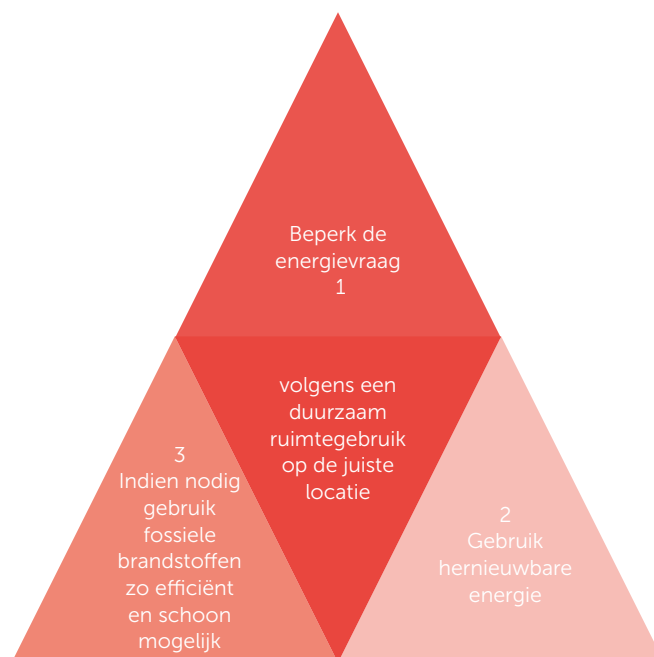 Beperk de
energievraag
1
volgens een
duurzaam
ruimtegebruik
op de juiste
locatie
2
Gebruik
hernieuwbare
energie
3
Indien nodig
gebruik
fossiele
brandstoffen
zo efficiënt
en schoon
mogelijk